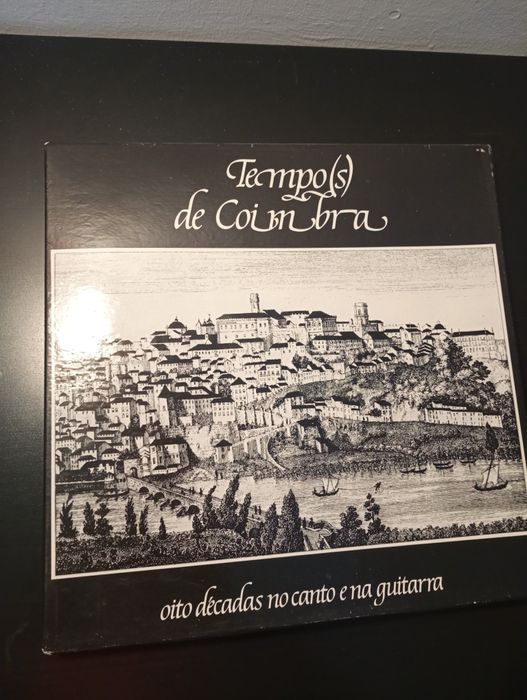 Tempo(s)
de Coimbra
oito décadas no canto e na guitarra